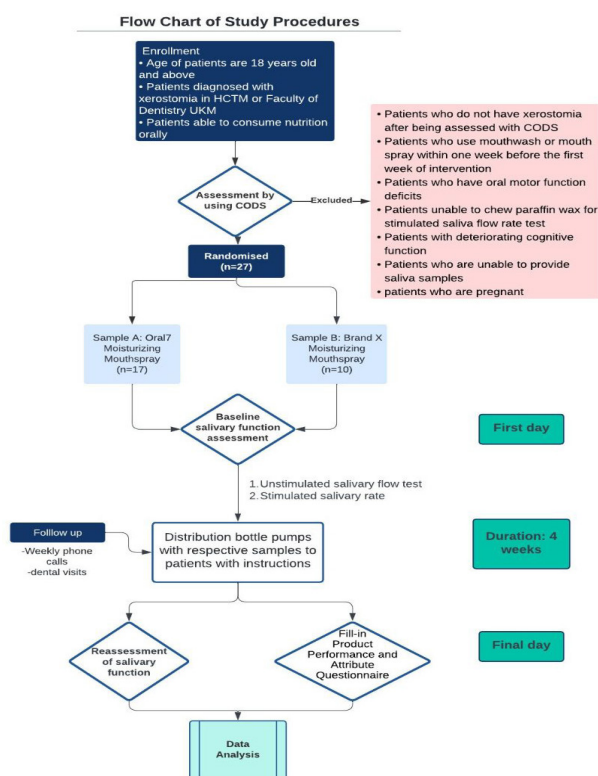 Flow Chart of Study Procedures
Enrollment
• Age of patients are 18 years old
and above
• Patients diagnosed with
xerostomia in HCTM or Faculty of
Dentistry UKM
• Patients able to consume nutrition
orally
• Patients who do not have xerostomia
after being assessed with CODS
• Patients who use mouthwash or mouth
spray within one week before the first
week of intervention
• Patients who have oral motor function
deficits
• Patients unable to chew paraffin wax for
stimulated saliva flow rate test
• Patients with deteriorating cognitive
function
• Patients who are unable to provide
saliva samples
• patients who are pregnant
Assessment by
using CODS
Excluded
Randomised
(n=27)
Sample A: Oral7
Moisturizing
Mouthspray
(n=17)
Sample B: Brand X
Moisturizing
Mouthspray
(n=10)
Baseline
salivary function
assessment
First day
1.Unstimulated salivary flow test
2.Stimulated salivary rate
Folllow up
-Weekly phone
calls
-dental visits
Distribution bottle pumps
with respective samples to
patients with instructions
Duration: 4
weeks
Reassessment
of salivary
function
Fill-in
Product
Performance and
Attribute
Questionnaire
Final day
Data
Analysis